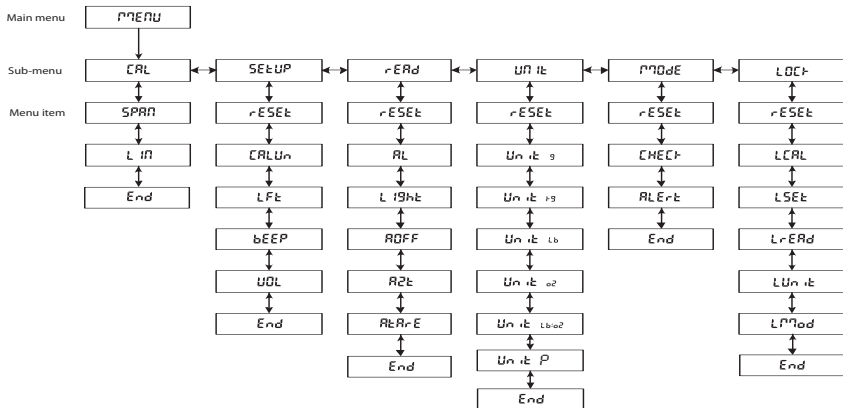 Main menu MENU
Sub-menu CAL SEtUP rEAd UNIt MOdE LOCk
Menu item SPAN rESEt rESEt rESEt rESEt rESEt
LIN CALUn AL Unit g CHECk LCAL
End LFt LIght Unit kg ALErt LSEt
bEEP AOFF Unit Lb End LrEAd
VOL AZt Unit oz LUnit
End AtArE Unit Lb:oz LMod
End Unit P End
End